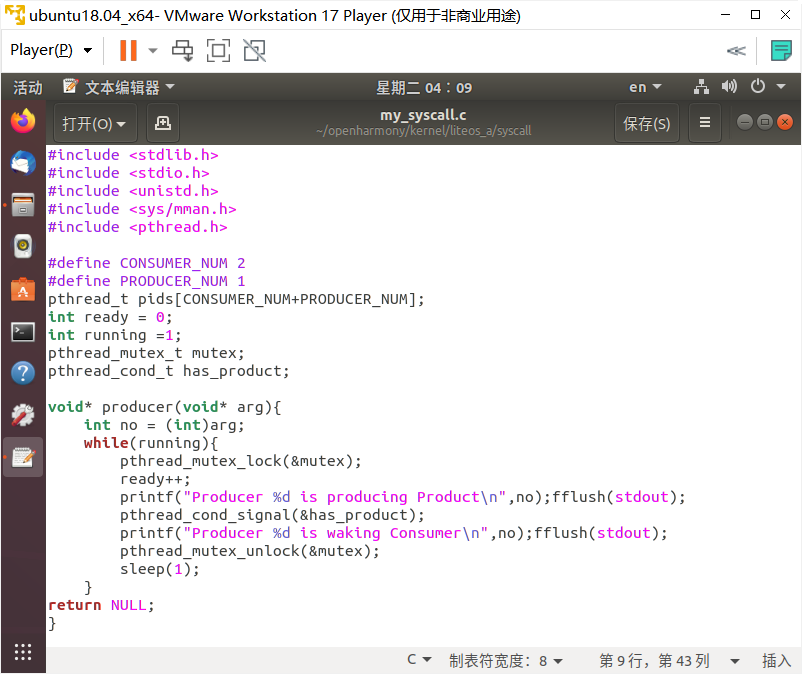 ubuntu18.04_x64- VMware Workstation 17 Player (仅用于非商业用途)
Player(P)
活动 文本编辑器 星期二 04：09 en
打开(O) my_syscall.c 保存(S)
~/openharmony/kernel/liteos_a/syscall
#include <stdlib.h>
#include <stdio.h>
#include <unistd.h>
#include <sys/mman.h>
#include <pthread.h>
#define CONSUMER_NUM 2
#define PRODUCER_NUM 1
pthread_t pids[CONSUMER_NUM+PRODUCER_NUM];
int ready = 0;
int running =1;
pthread_mutex_t mutex;
pthread_cond_t has_product;
void* producer(void* arg){
    int no = (int)arg;
    while(running){
        pthread_mutex_lock(&mutex);
        ready++;
        printf("Producer %d is producing Product\n",no);fflush(stdout);
        pthread_cond_signal(&has_product);
        printf("Producer %d is waking Consumer\n",no);fflush(stdout);
        pthread_mutex_unlock(&mutex);
        sleep(1);
    }
return NULL;
}
C 制表符宽度：8 第 9 行，第 43 列 插入